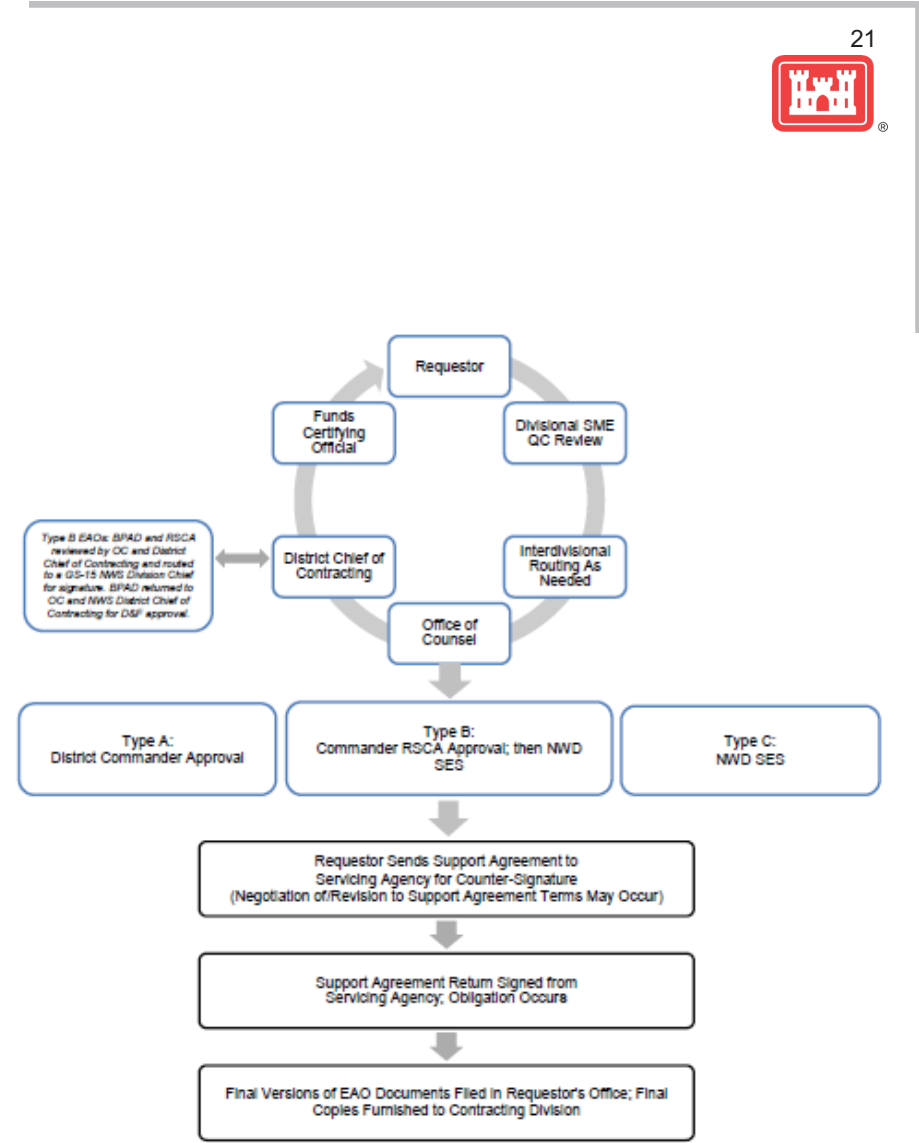 21
®
Requestor
Funds
Certifying
Official
Divisional SME
QC Review
Type B EAOs: BPAD and RSCA
reviewed by OC and District
Chief of Contracting and routed
to a GS-15 NWS Division Chief
for signature. BPAD returned to
OC and NWS District Chief of
Contracting for D&F approval.
District Chief of
Contracting
Interdivisional
Routing As
Needed
Office of
Counsel
Type A:
District Commander Approval
Type B:
Commander RSCA Approval; then NWD
SES
Type C:
NWD SES
Requestor Sends Support Agreement to
Servicing Agency for Counter-Signature
(Negotiation of/Revision to Support Agreement Terms May Occur)
Support Agreement Return Signed from
Servicing Agency; Obligation Occurs
Final Versions of EAO Documents Filed in Requestor's Office; Final
Copies Furnished to Contracting Division